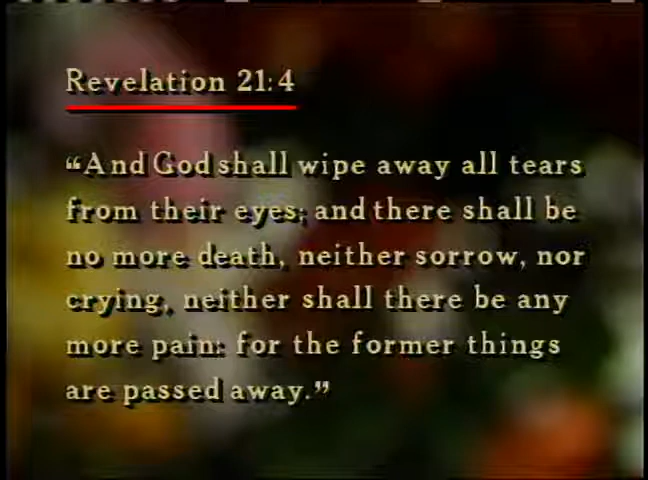 Revelation 21:4
“And God shall wipe away all tears
from their eyes; and there shall be
no more death, neither sorrow, nor
crying, neither shall there be any
more pain: for the former things
are passed away.”